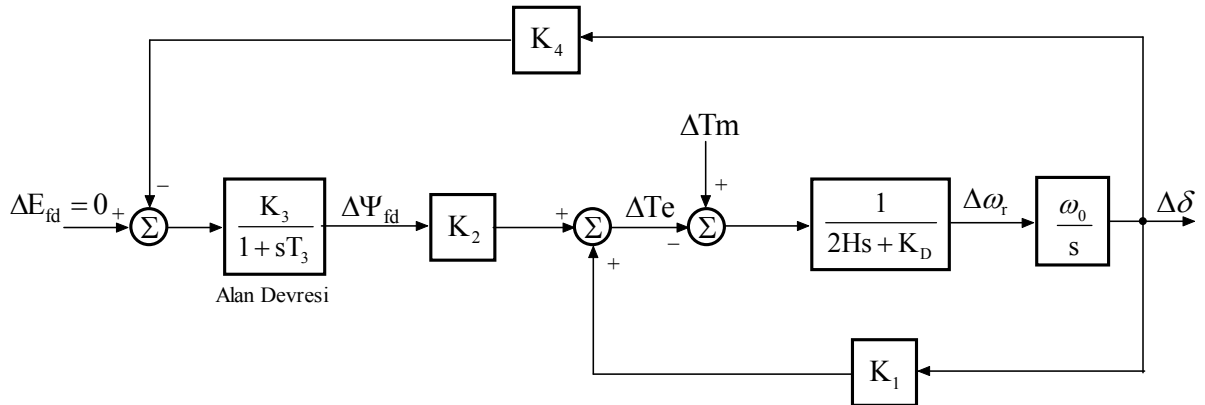 K₄
ΔTm
−
+
ΔE_fd = 0 +
Σ
K₃
1 + sT₃
ΔΨ_fd
K₂
+
Σ
ΔTe
−
Σ
1
2Hs + K_D
Δω_r
ω₀
s
Δδ
Alan Devresi
+
K₁